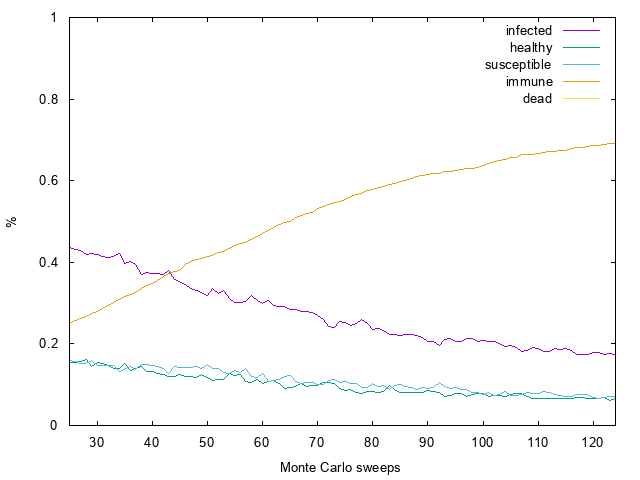 1
0.8
0.6
0.4
0.2
0
%
infected
healthy
susceptible
immune
dead
30 40 50 60 70 80 90 100 110 120
Monte Carlo sweeps